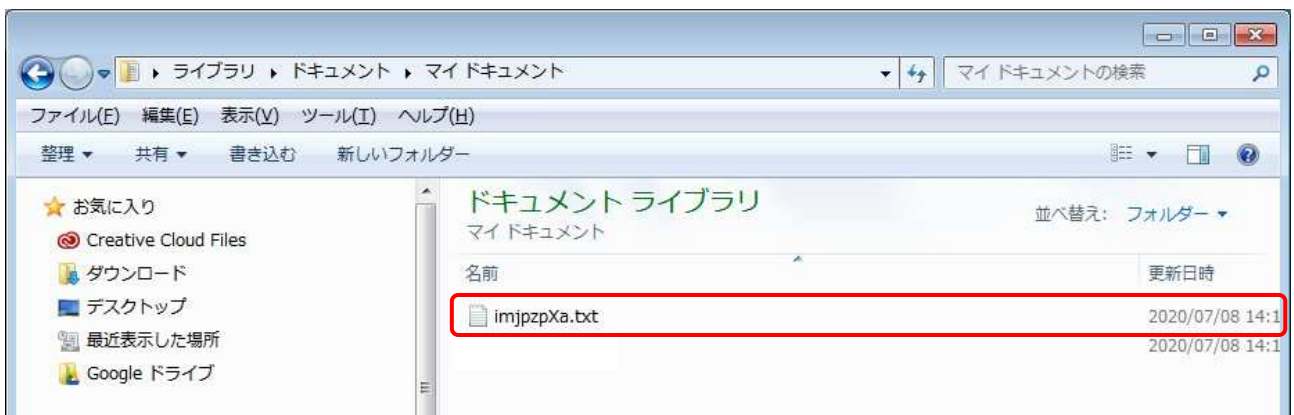 ライブラリ ドキュメント マイ ドキュメント マイ ドキュメントの検索
ファイル(F) 編集(E) 表示(V) ツール(T) ヘルプ(H)
整理 共有 書き込む 新しいフォルダー
お気に入り
Creative Cloud Files
ダウンロード
デスクトップ
最近表示した場所
Google ドライブ
ドキュメント ライブラリ
マイ ドキュメント
並べ替え: フォルダー
名前 更新日時
imjpzpXa.txt 2020/07/08 14:1
2020/07/08 14:1